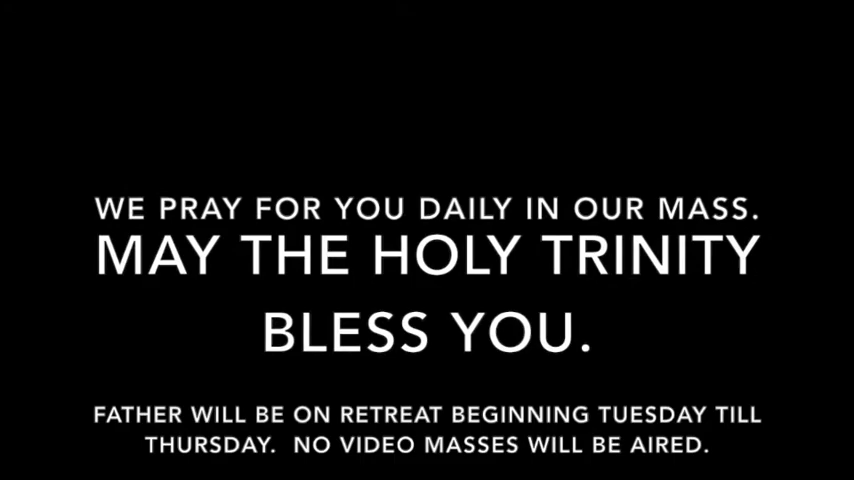 WE PRAY FOR YOU DAILY IN OUR MASS.
MAY THE HOLY TRINITY
BLESS YOU.
FATHER WILL BE ON RETREAT BEGINNING TUESDAY TILL
THURSDAY.  NO VIDEO MASSES WILL BE AIRED.